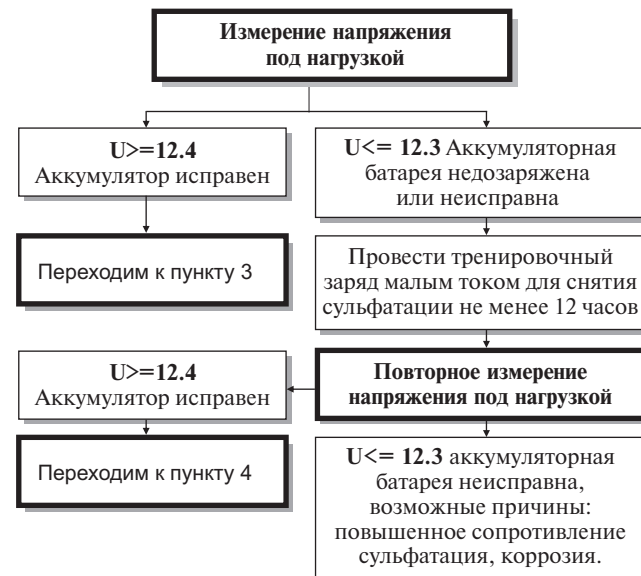 Измерение напряжения
под нагрузкой
U>=12.4
Аккумулятор исправен
U<= 12.3 Аккумуляторная
батарея недозаряжена
или неисправна
Переходим к пункту 3
Провести тренировочный
заряд малым током для снятия
сульфатации не менее 12 часов
U>=12.4
Аккумулятор исправен
Повторное измерение
напряжения под нагрузкой
Переходим к пункту 4
U<= 12.3 аккумуляторная
батарея неисправна,
возможные причины:
повышенное сопротивление
сульфатация, коррозия.